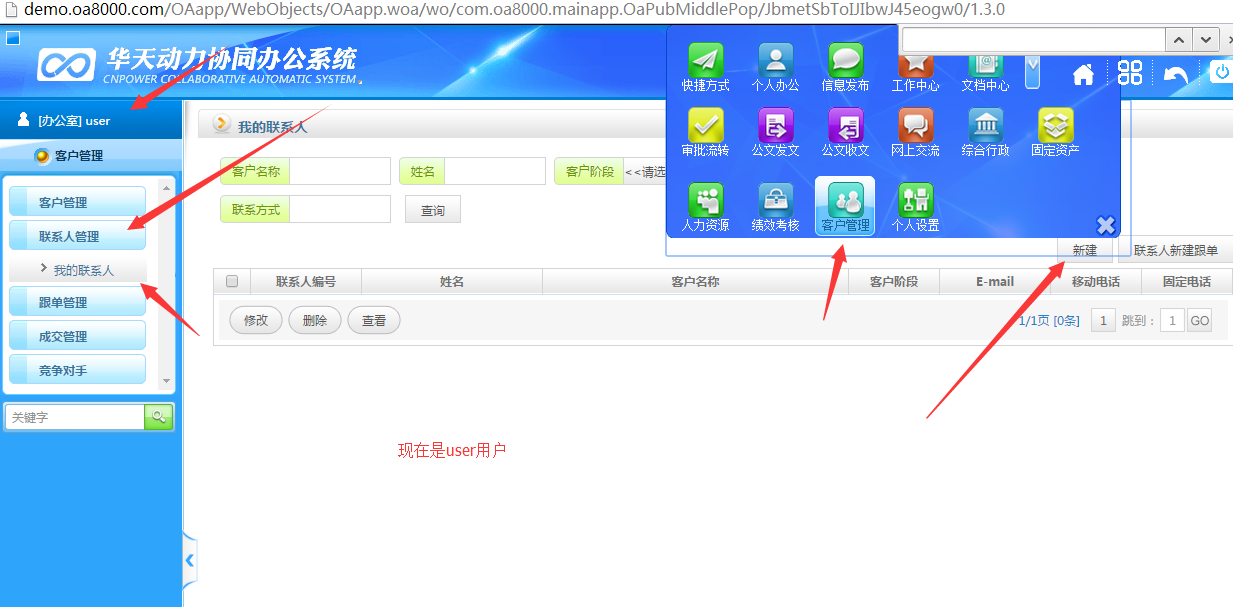 demo.oa8000.com/OAapp/WebObjects/OAapp.woa/wo/com.oa8000.mainapp.OaPubMiddlePop/JbmetSbToIJIbwJ45eogw0/1.3.0
华天动力协同办公系统
CNPOWER COLLABORATIVE AUTOMATIC SYSTEM
快捷方式 个人办公 信息发布 工作中心 文档中心
审批流转 公文发文 公文收文 网上交流 综合行政 固定资产
人力资源 绩效考核 客户管理 个人设置
[办公室] user
客户管理
客户管理
联系人管理
我的联系人
跟单管理
成交管理
竞争对手
关键字
我的联系人
客户名称 姓名 客户阶段 <<请选
联系方式 查询
新建 联系人新建跟单
联系人编号 姓名 客户名称 客户阶段 E-mail 移动电话 固定电话
修改 删除 查看 1/1页 [0条] 1 跳到： 1 GO
现在是user用户